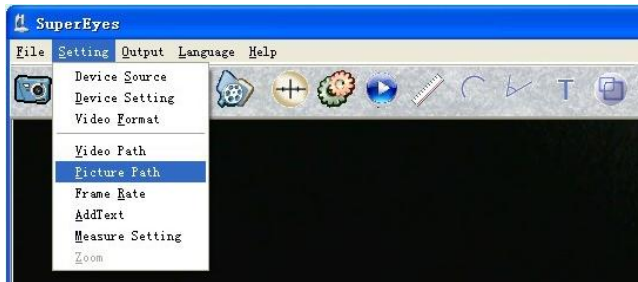 SuperEyes
File Setting Output Language Help
Device Source
Device Setting
Video Format
T
Video Path
Picture Path
Frame Rate
AddText
Measure Setting
Zoom